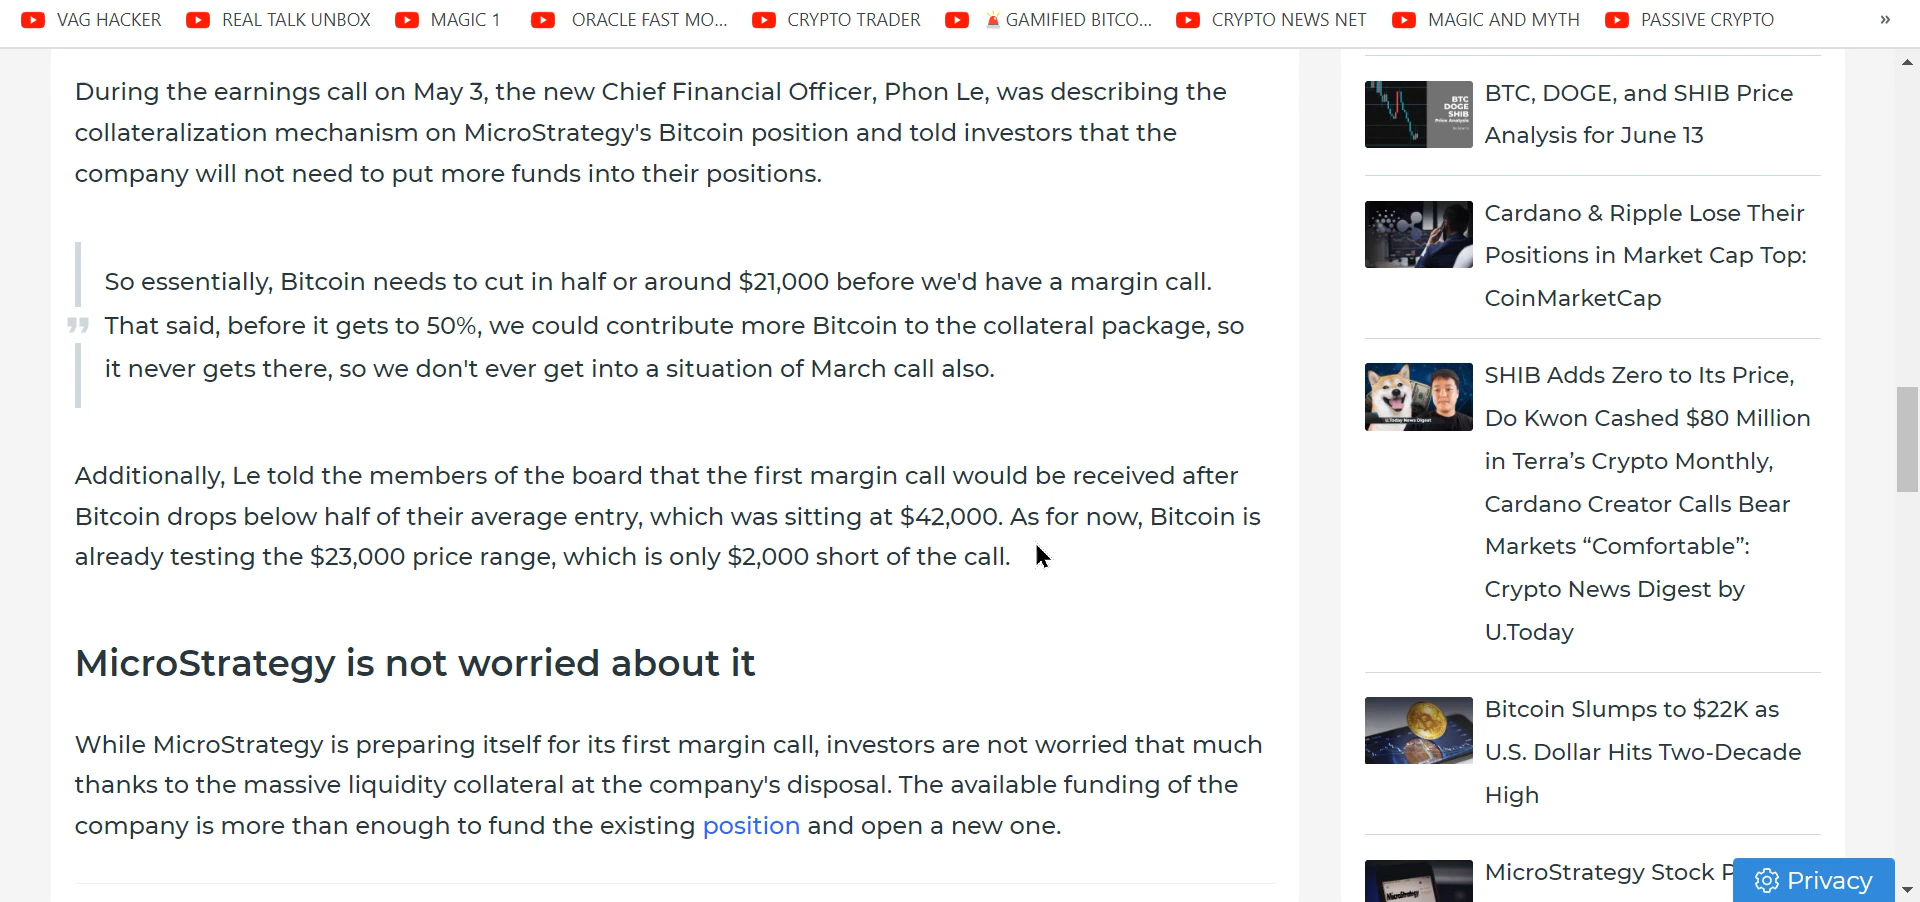 VAG HACKER
REAL TALK UNBOX
MAGIC 1
ORACLE FAST MO...
CRYPTO TRADER
GAMIFIED BITCO...
CRYPTO NEWS NET
MAGIC AND MYTH
PASSIVE CRYPTO
»
During the earnings call on May 3, the new Chief Financial Officer, Phon Le, was describing the
collateralization mechanism on MicroStrategy's Bitcoin position and told investors that the
company will not need to put more funds into their positions.
So essentially, Bitcoin needs to cut in half or around $21,000 before we'd have a margin call.
That said, before it gets to 50%, we could contribute more Bitcoin to the collateral package, so
it never gets there, so we don't ever get into a situation of March call also.
Additionally, Le told the members of the board that the first margin call would be received after
Bitcoin drops below half of their average entry, which was sitting at $42,000. As for now, Bitcoin is
already testing the $23,000 price range, which is only $2,000 short of the call.
MicroStrategy is not worried about it
While MicroStrategy is preparing itself for its first margin call, investors are not worried that much
thanks to the massive liquidity collateral at the company's disposal. The available funding of the
company is more than enough to fund the existing position and open a new one.
BTC
DOGE
SHIB
Price Analysis
BTC, DOGE, and SHIB Price
Analysis for June 13
Cardano & Ripple Lose Their
Positions in Market Cap Top:
CoinMarketCap
U.Today News Digest
SHIB Adds Zero to Its Price,
Do Kwon Cashed $80 Million
in Terra’s Crypto Monthly,
Cardano Creator Calls Bear
Markets “Comfortable”:
Crypto News Digest by
U.Today
Bitcoin Slumps to $22K as
U.S. Dollar Hits Two-Decade
High
MicroStrategy
MicroStrategy Stock P
Privacy